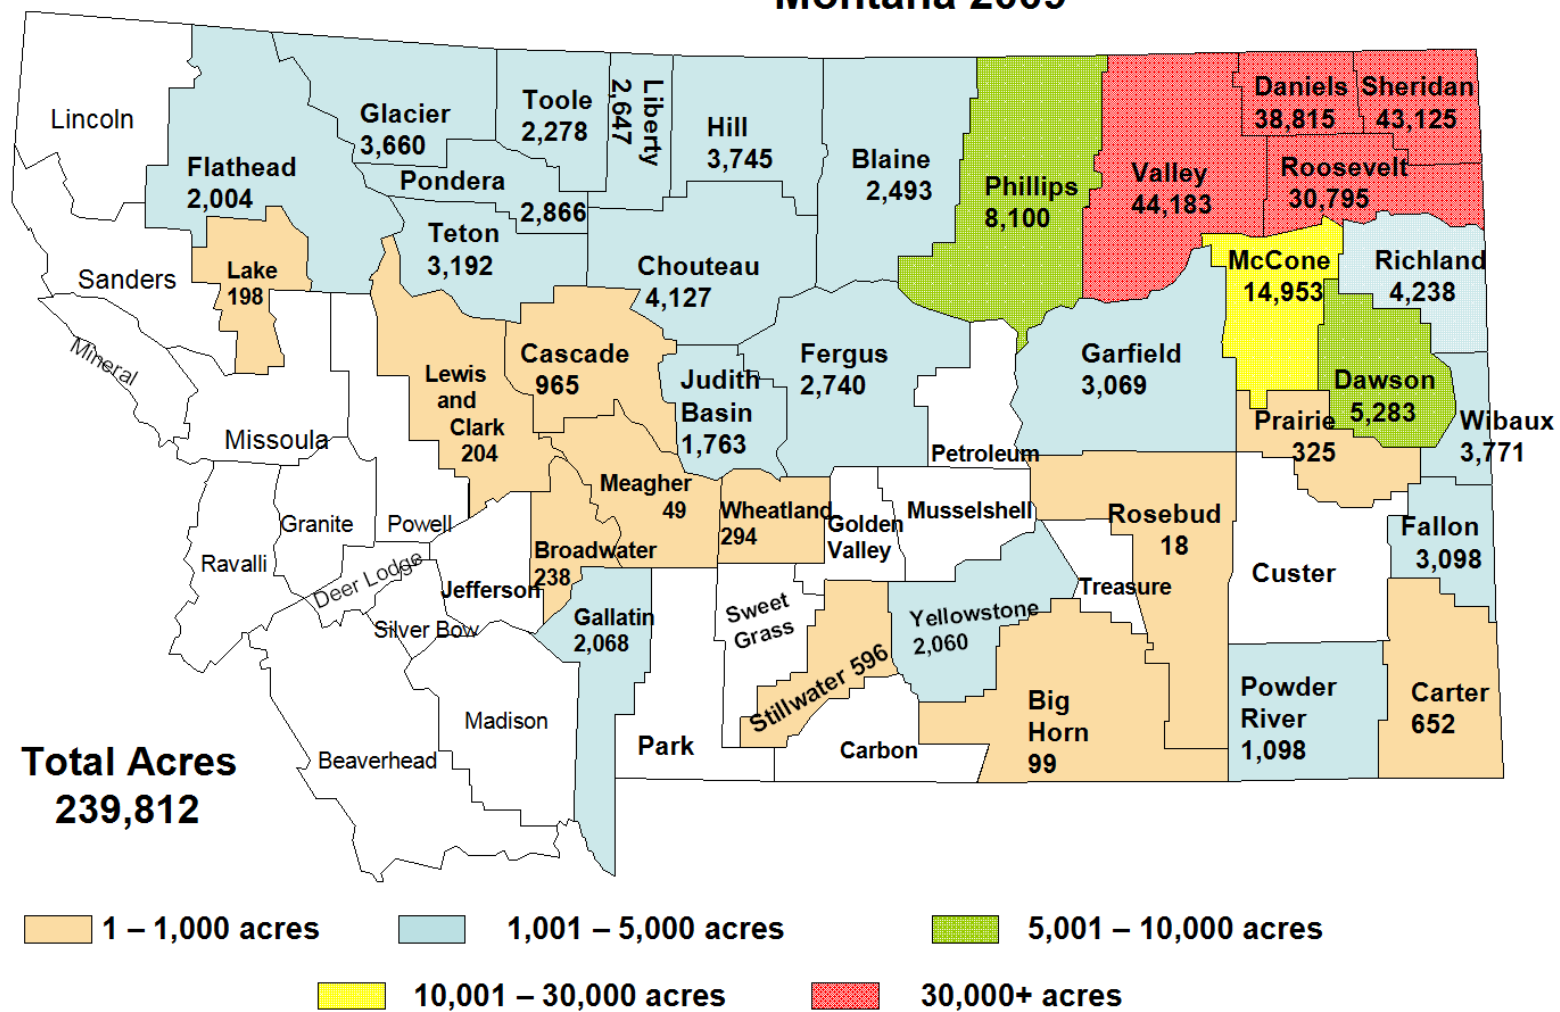 Montana 2009
Lincoln
Flathead
2,004
Glacier
3,660
Toole
2,278
Liberty
2,647
Hill
3,745
Blaine
2,493
Phillips
8,100
Valley
44,183
Daniels
38,815
Sheridan
43,125
Roosevelt
30,795
Pondera
2,866
Teton
3,192
Chouteau
4,127
Sanders
Lake
198
McCone
14,953
Richland
4,238
Mineral
Lewis
and
Clark
204
Cascade
965
Judith
Basin
1,763
Fergus
2,740
Petroleum
Garfield
3,069
Prairie
325
Dawson
5,283
Wibaux
3,771
Missoula
Ravalli
Granite
Powell
Deer Lodge
Silver Bow
Jefferson
Broadwater
238
Meagher
49
Wheatland
294
Golden
Valley
Musselshell
Rosebud
18
Treasure
Custer
Fallon
3,098
Gallatin
2,068
Sweet
Grass
Stillwater 596
Yellowstone
2,060
Beaverhead
Madison
Park
Carbon
Big
Horn
99
Powder
River
1,098
Carter
652
Total Acres
239,812
1 – 1,000 acres
1,001 – 5,000 acres
5,001 – 10,000 acres
10,001 – 30,000 acres
30,000+ acres